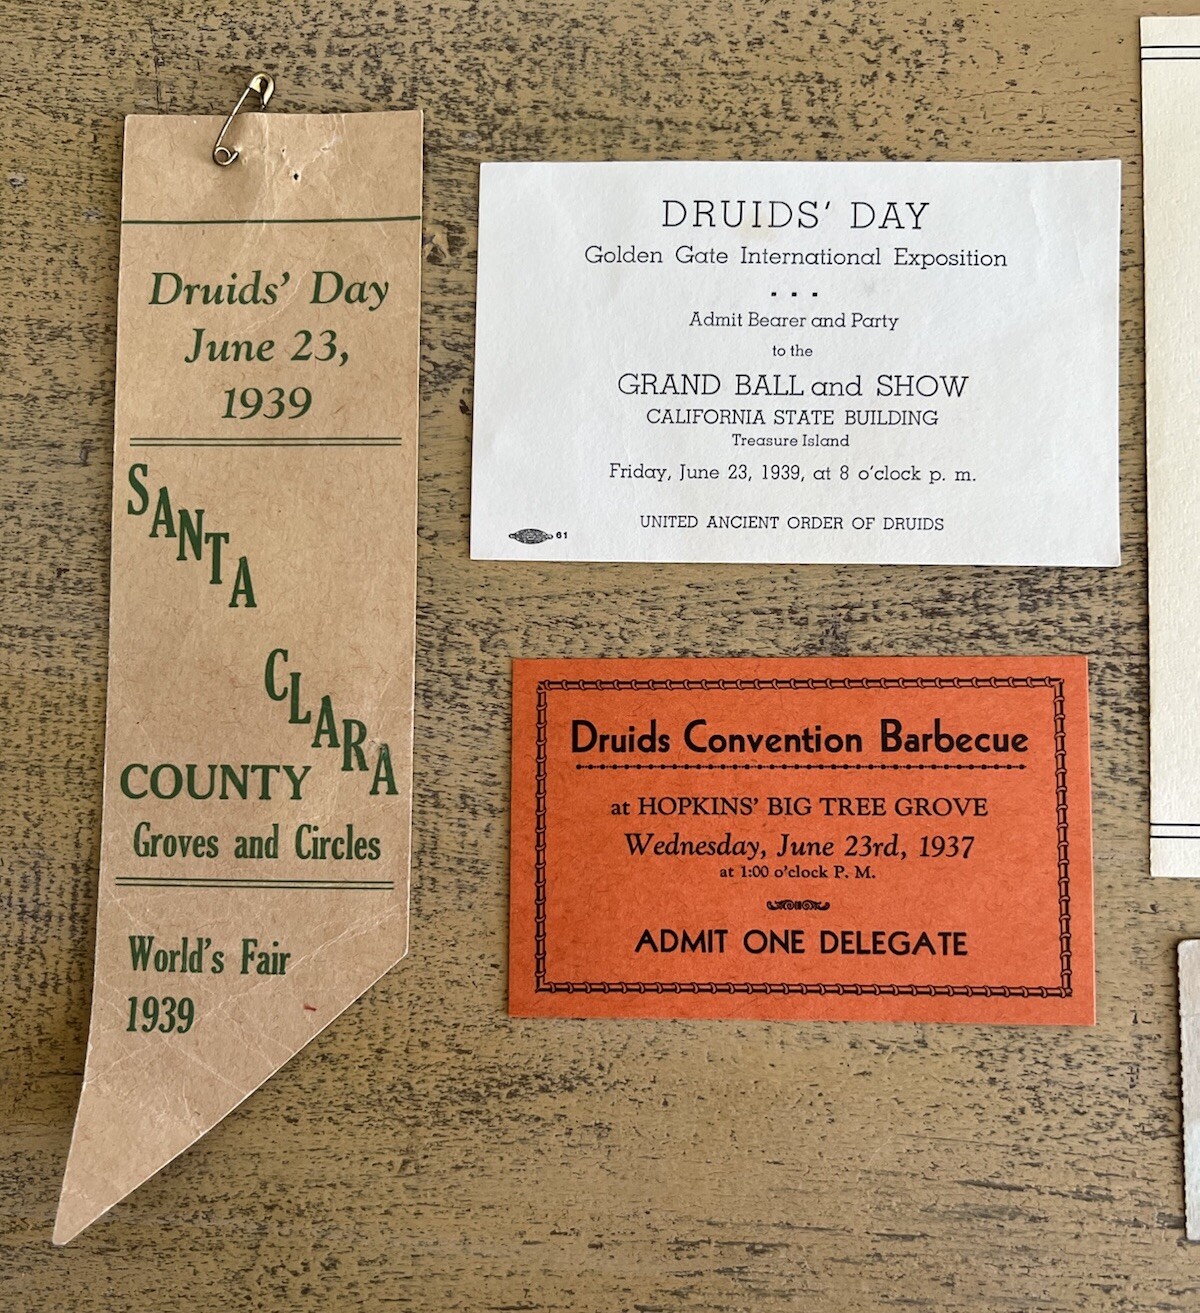 Druids' Day
June 23,
1939
SANTA
CLARA
COUNTY
Groves and Circles
World's Fair
1939
DRUIDS' DAY
Golden Gate International Exposition
Admit Bearer and Party
to the
GRAND BALL and SHOW
CALIFORNIA STATE BUILDING
Treasure Island
Friday, June 23, 1939, at 8 o'clock p. m.
UNITED ANCIENT ORDER OF DRUIDS
61
Druids Convention Barbecue
at HOPKINS' BIG TREE GROVE
Wednesday, June 23rd, 1937
at 1:00 o'clock P. M.
ADMIT ONE DELEGATE